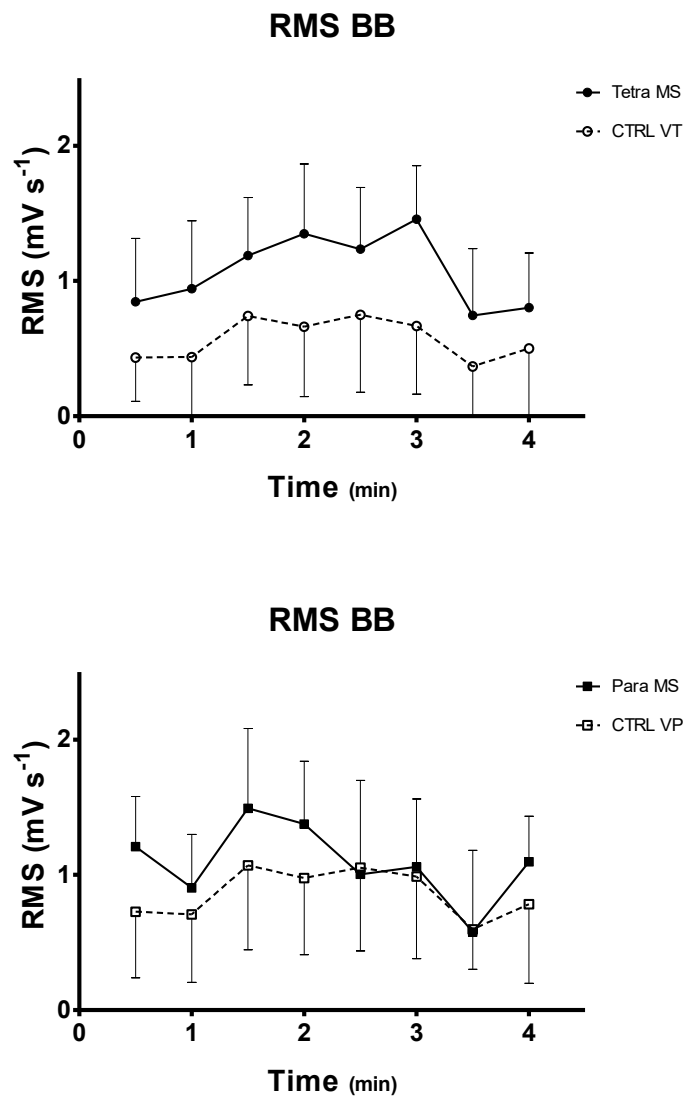 RMS BB
Tetra MS
CTRL VT
RMS (mV s-1)
2
1
0
0 1 2 3 4
Time (min)
RMS BB
Para MS
CTRL VP
RMS (mV s-1)
2
1
0
0 1 2 3 4
Time (min)